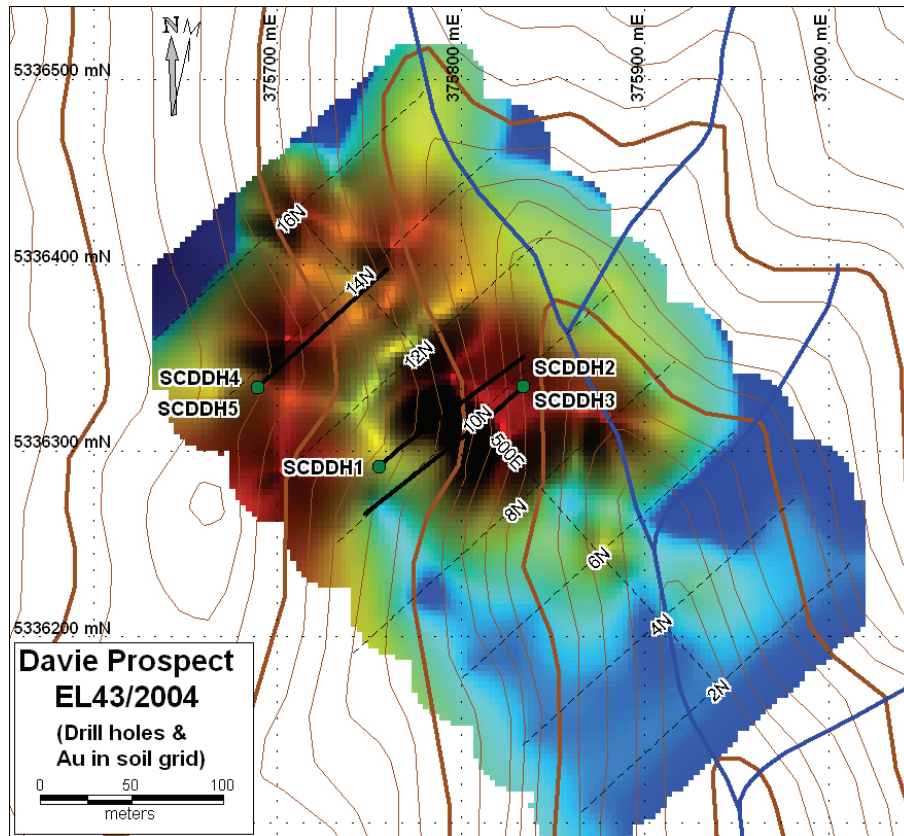 N M
375700 mE
375800 mE
375900 mE
376000 mE
5336500 mN
16N
5336400 mN
14N
12N
SCDDH4
SCDDH5
SCDDH2
SCDDH3
10N
500E
5336300 mN
SCDDH1
8N
6N
4N
5336200 mN
2N
Davie Prospect
EL43/2004
(Drill holes &
Au in soil grid)
0 50 100
meters